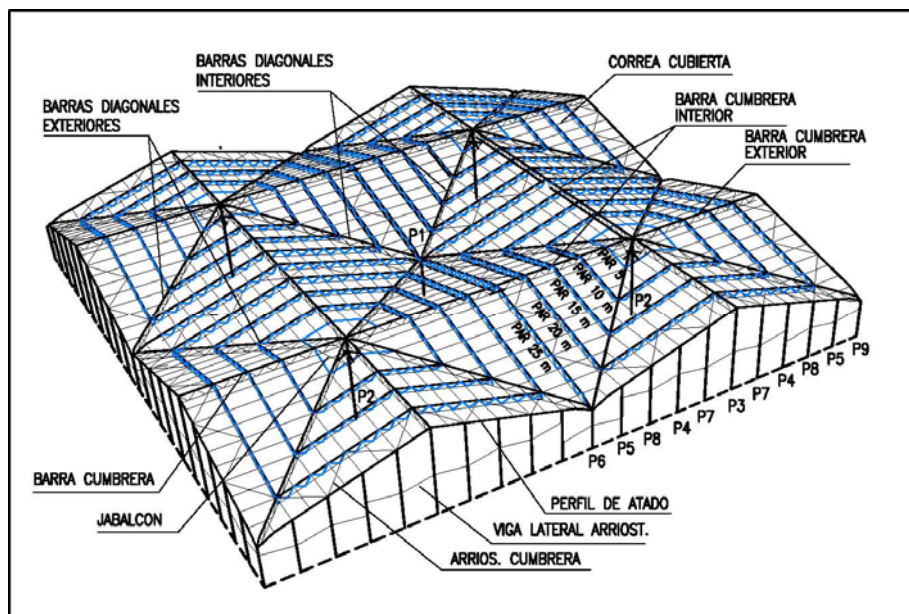 BARRAS DIAGONALES
INTERIORES
CORREA CUBIERTA
BARRAS DIAGONALES
EXTERIORES
BARRA CUMBRERA
INTERIOR
BARRA CUMBRERA
EXTERIOR
P1
PAR 5 m
PAR 10 m
PAR 15 m
PAR 20 m
PAR 25 m
P2
P2
P6 P5 P8 P4 P7 P3 P7 P4 P8 P5 P9
BARRA CUMBRERA
JABALCON
PERFIL DE ATADO
VIGA LATERAL ARRIOST.
ARRIOS. CUMBRERA